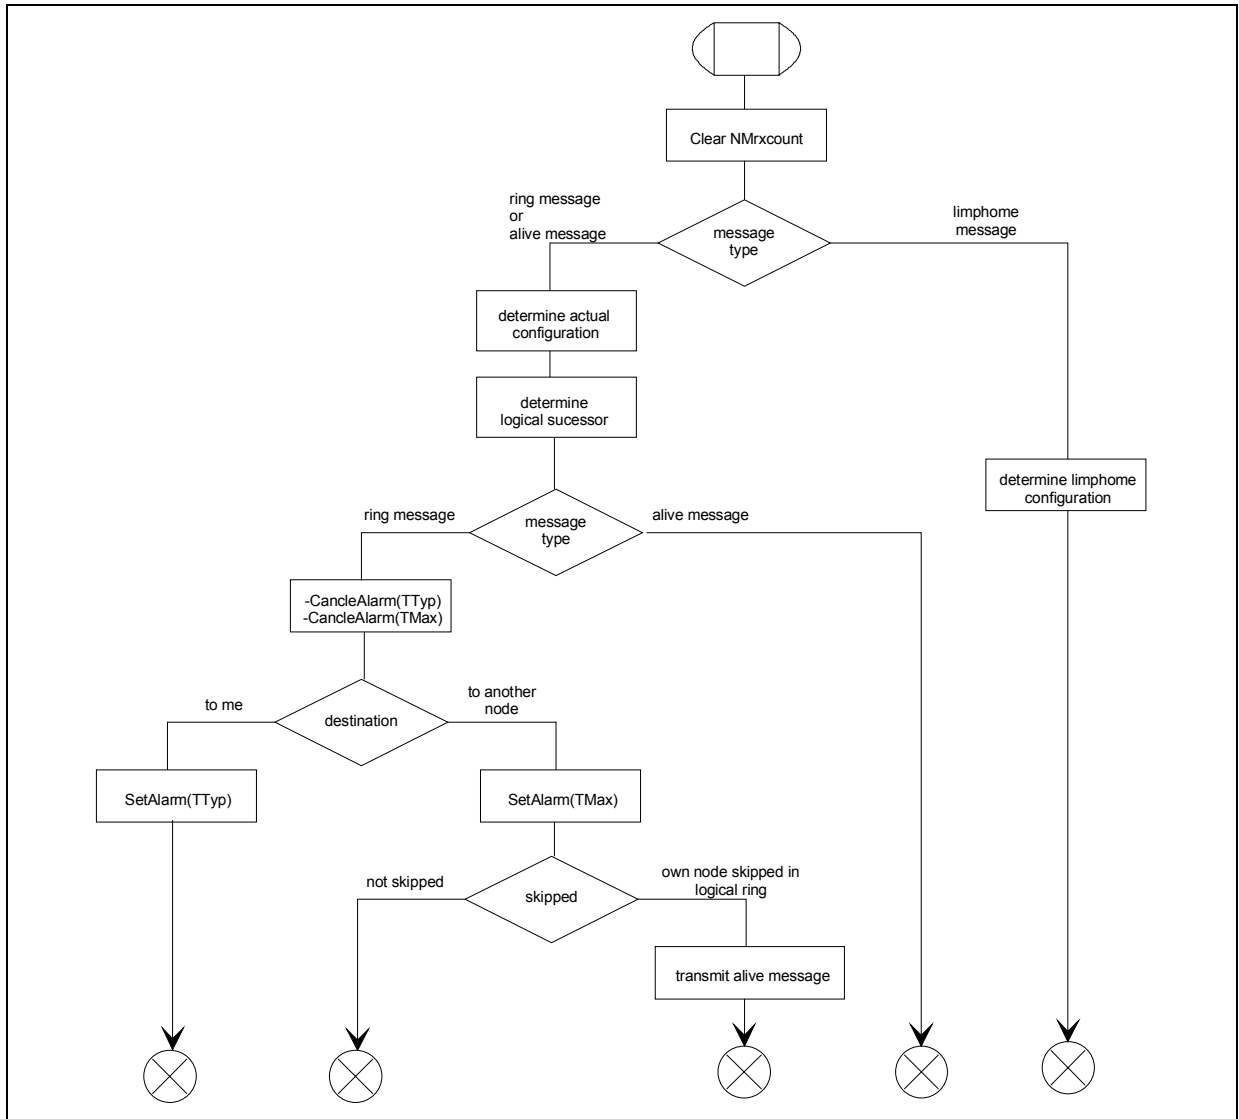 Clear NMrxcount
ring message
or
alive message
message
type
limphome
message
determine actual
configuration
determine
logical sucessor
determine limphome
configuration
ring message
message
type
alive message
-CancleAlarm(TTyp)
-CancleAlarm(TMax)
to me
destination
to another
node
SetAlarm(TTyp)
SetAlarm(TMax)
not skipped
skipped
own node skipped in
logical ring
transmit alive message